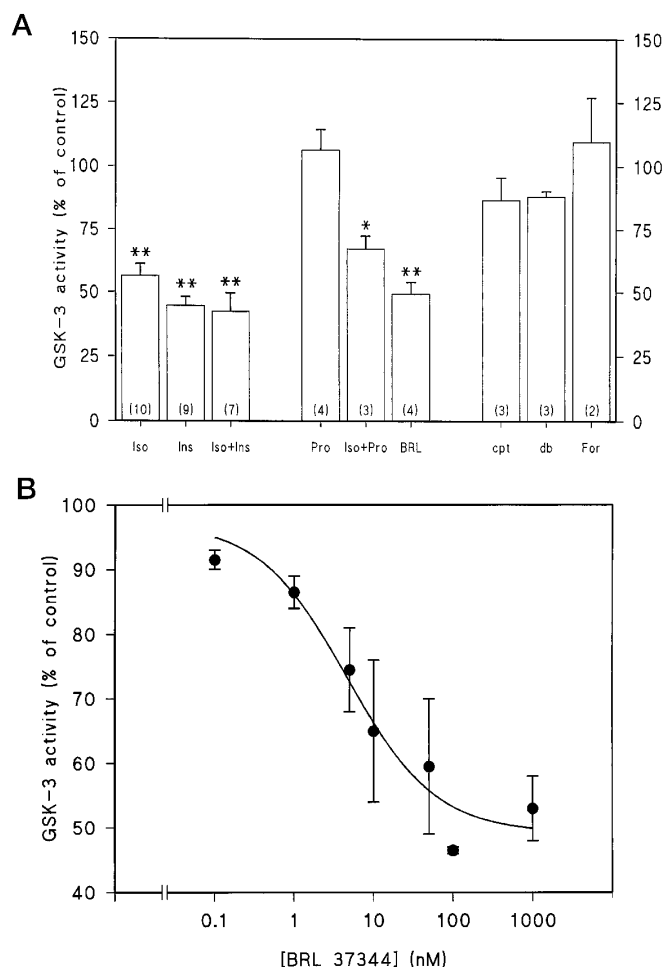 A
150
125
100
75
50
25
0
GSK-3 activity (% of control)
** ** ** * **
(10) (9) (7) (4) (3) (4) (3) (3) (2)
Iso Ins Iso+Ins Pro Iso+Pro BRL cpt db For
150
125
100
75
50
25
0
B
100
90
80
70
60
50
40
GSK-3 activity (% of control)
0.1 1 10 100 1000
[BRL 37344] (nM)